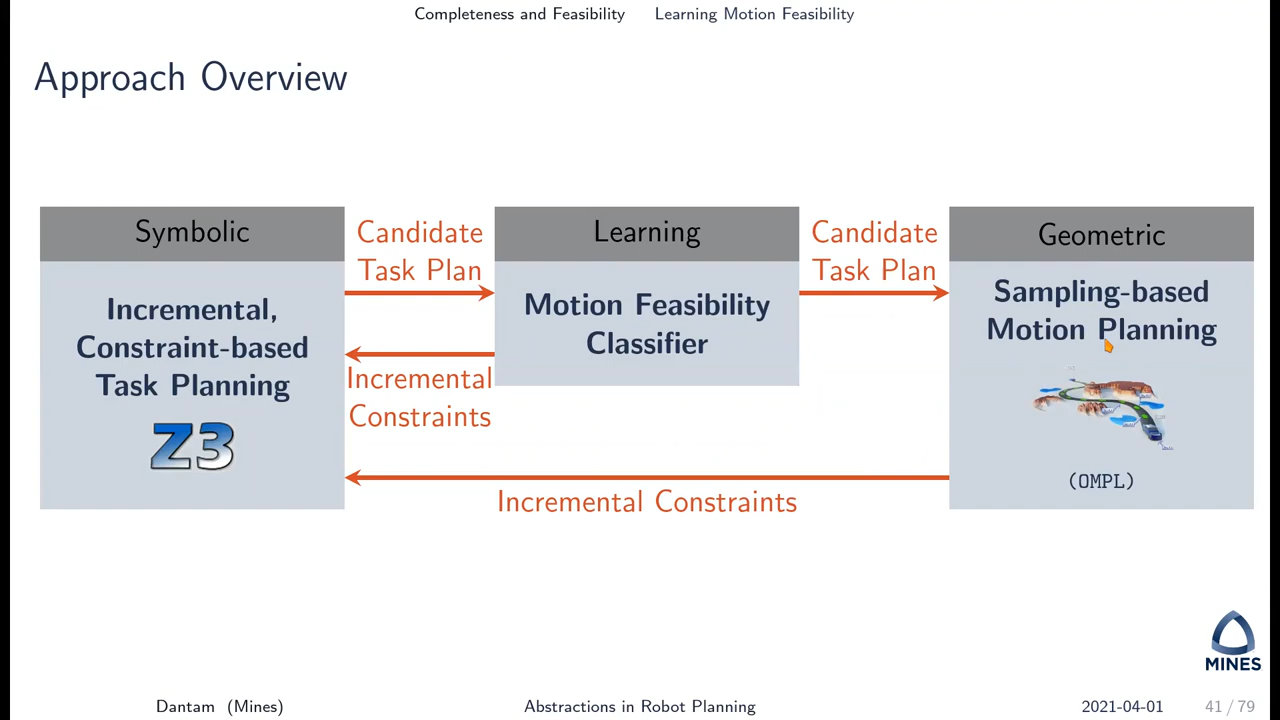 Completeness and Feasibility Learning Motion Feasibility
Approach Overview
Symbolic
Incremental,
Constraint-based
Task Planning
Z3
Candidate
Task Plan
Incremental
Constraints
Learning
Motion Feasibility
Classifier
Candidate
Task Plan
Incremental Constraints
Geometric
Sampling-based
Motion Planning
(OMPL)
MINES
Dantam (Mines) Abstractions in Robot Planning 2021-04-01 41 / 79